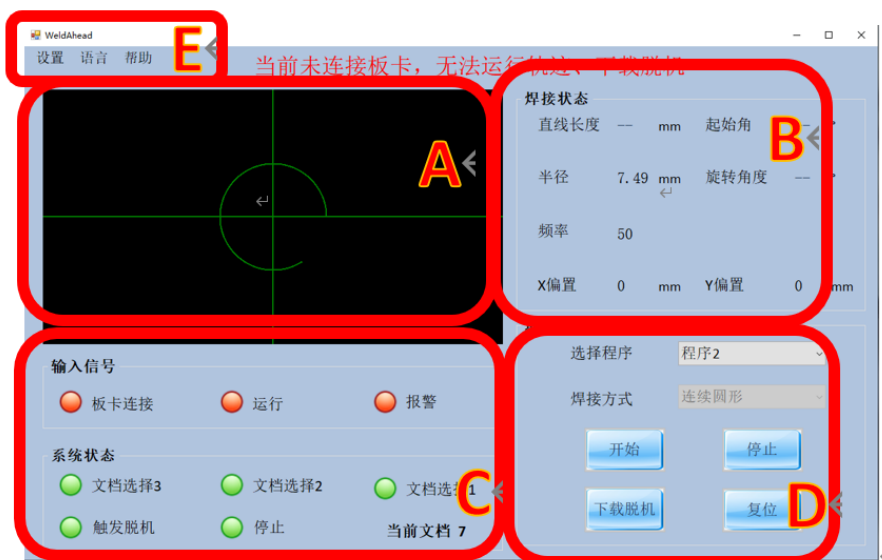 WeldAhead
设置 语言 帮助
E
当前未连接板卡，无法运行轨迹、下载脱机
A
焊接状态
直线长度 -- mm 起始角
B
半径 7.49 mm 旋转角度 -- °
频率 50
X偏置 0 mm Y偏置 0 mm
输入信号
板卡连接 运行 报警
系统状态
文档选择3 文档选择2 文档选择1
C
触发脱机 停止 当前文档 7
选择程序 程序2
焊接方式 连续圆形
开始 停止
下载脱机 复位
D